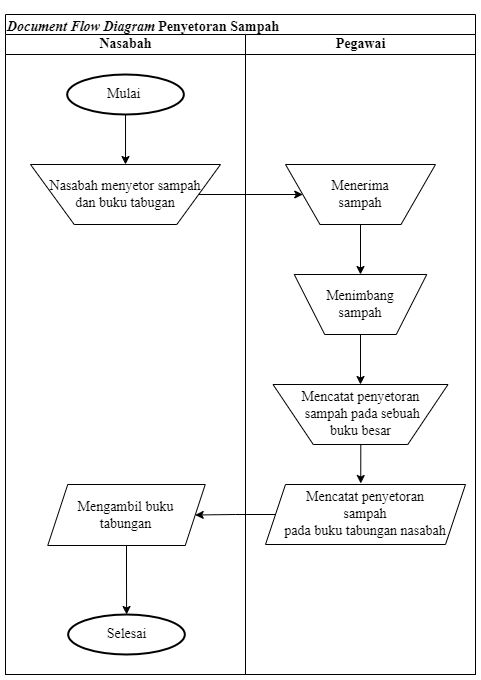 Document Flow Diagram Penyetoran Sampah
Nasabah
Pegawai
Mulai
Nasabah menyetor sampah
dan buku tabugan
Menerima
sampah
Menimbang
sampah
Mencatat penyetoran
sampah pada sebuah
buku besar
Mencatat penyetoran
sampah
pada buku tabungan nasabah
Mengambil buku
tabungan
Selesai